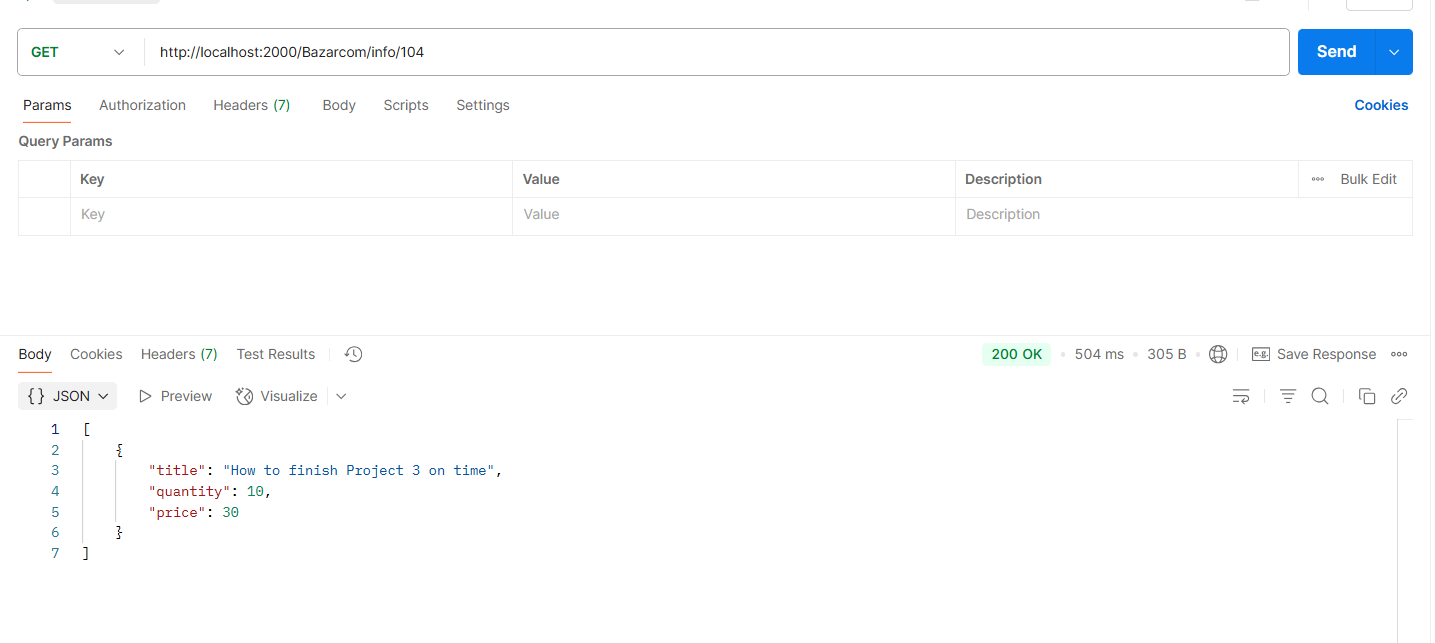 GET http://localhost:2000/Bazarcom/info/104 Send
Params Authorization Headers (7) Body Scripts Settings Cookies
Query Params
Key Value Description Bulk Edit
Key Value Description
Body Cookies Headers (7) Test Results 200 OK 504 ms 305 B e.g. Save Response
{} JSON Preview Visualize
1 [
2 {
3 "title": "How to finish Project 3 on time",
4 "quantity": 10,
5 "price": 30
6 }
7 ]